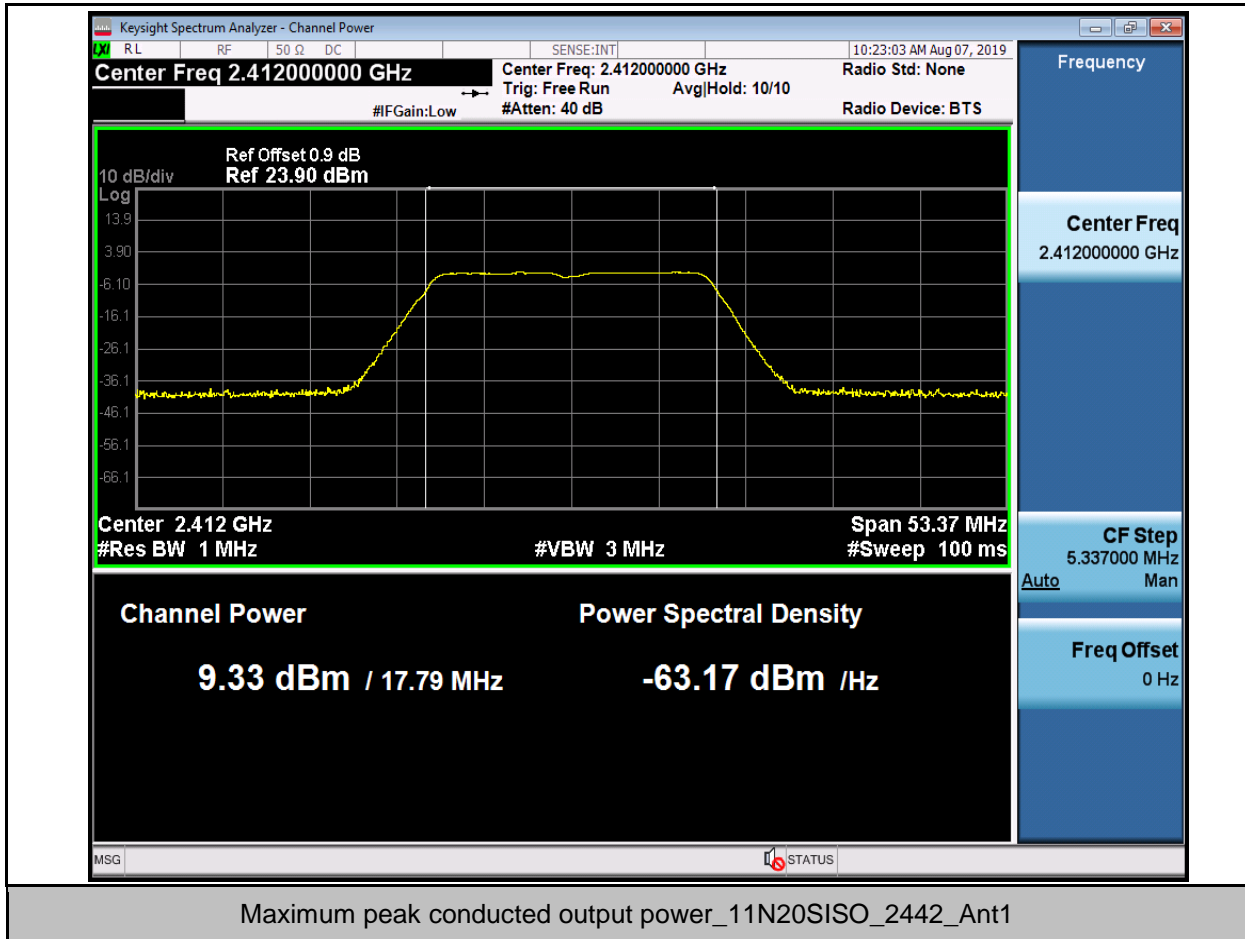 Keysight Spectrum Analyzer - Channel Power
LXI RL RF 50 Ω DC SENSE:INT 10:23:03 AM Aug 07, 2019
Center Freq 2.412000000 GHz
Center Freq: 2.412000000 GHz
Radio Std: None
Trig: Free Run Avg|Hold: 10/10
#IFGain:Low
#Atten: 40 dB
Radio Device: BTS
Ref Offset 0.9 dB
10 dB/div
Ref 23.90 dBm
Log
13.9
3.90
-6.10
-16.1
-26.1
-36.1
-46.1
-56.1
-66.1
Center 2.412 GHz
Span 53.37 MHz
#Res BW 1 MHz
#VBW 3 MHz
#Sweep 100 ms
Channel Power
Power Spectral Density
9.33 dBm / 17.79 MHz
-63.17 dBm /Hz
Frequency
Center Freq
2.412000000 GHz
CF Step
5.337000 MHz
Auto Man
Freq Offset
0 Hz
MSG
STATUS
Maximum peak conducted output power_11N20SISO_2442_Ant1